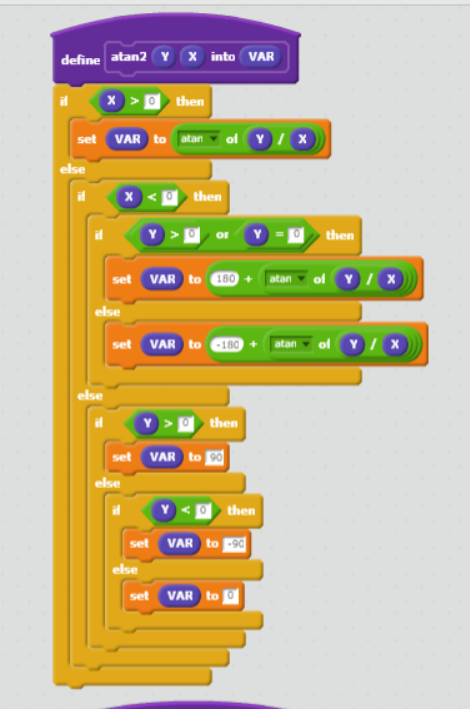 define atan2 Y X into VAR
if X > 0 then
set VAR to atan of Y / X
else
if X < 0 then
if Y > 0 or Y = 0 then
set VAR to 180 + atan of Y / X
else
set VAR to -180 + atan of Y / X
else
if Y > 0 then
set VAR to 90
else
if Y < 0 then
set VAR to -90
else
set VAR to 0